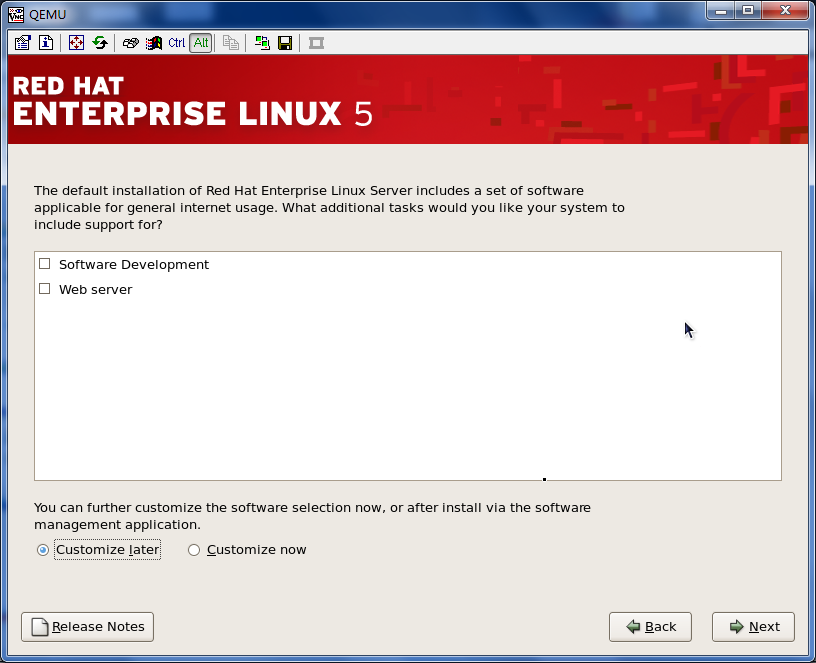 QEMU
Ctrl Alt
RED HAT
ENTERPRISE LINUX 5
The default installation of Red Hat Enterprise Linux Server includes a set of software
applicable for general internet usage. What additional tasks would you like your system to
include support for?
Software Development
Web server
You can further customize the software selection now, or after install via the software
management application.
Customize later Customize now
Release Notes Back Next